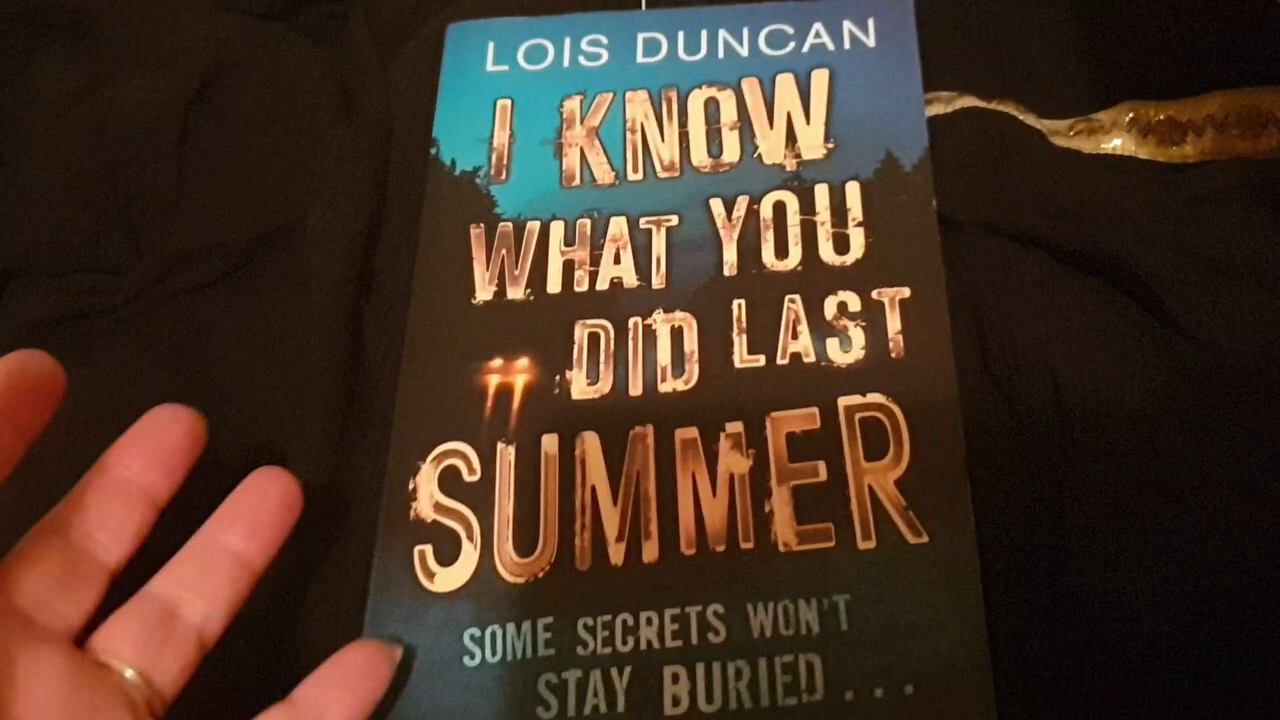 LOIS DUNCAN
I KNOW
WHAT YOU
DID LAST
SUMMER
SOME SECRETS WON'T
STAY BURIED...